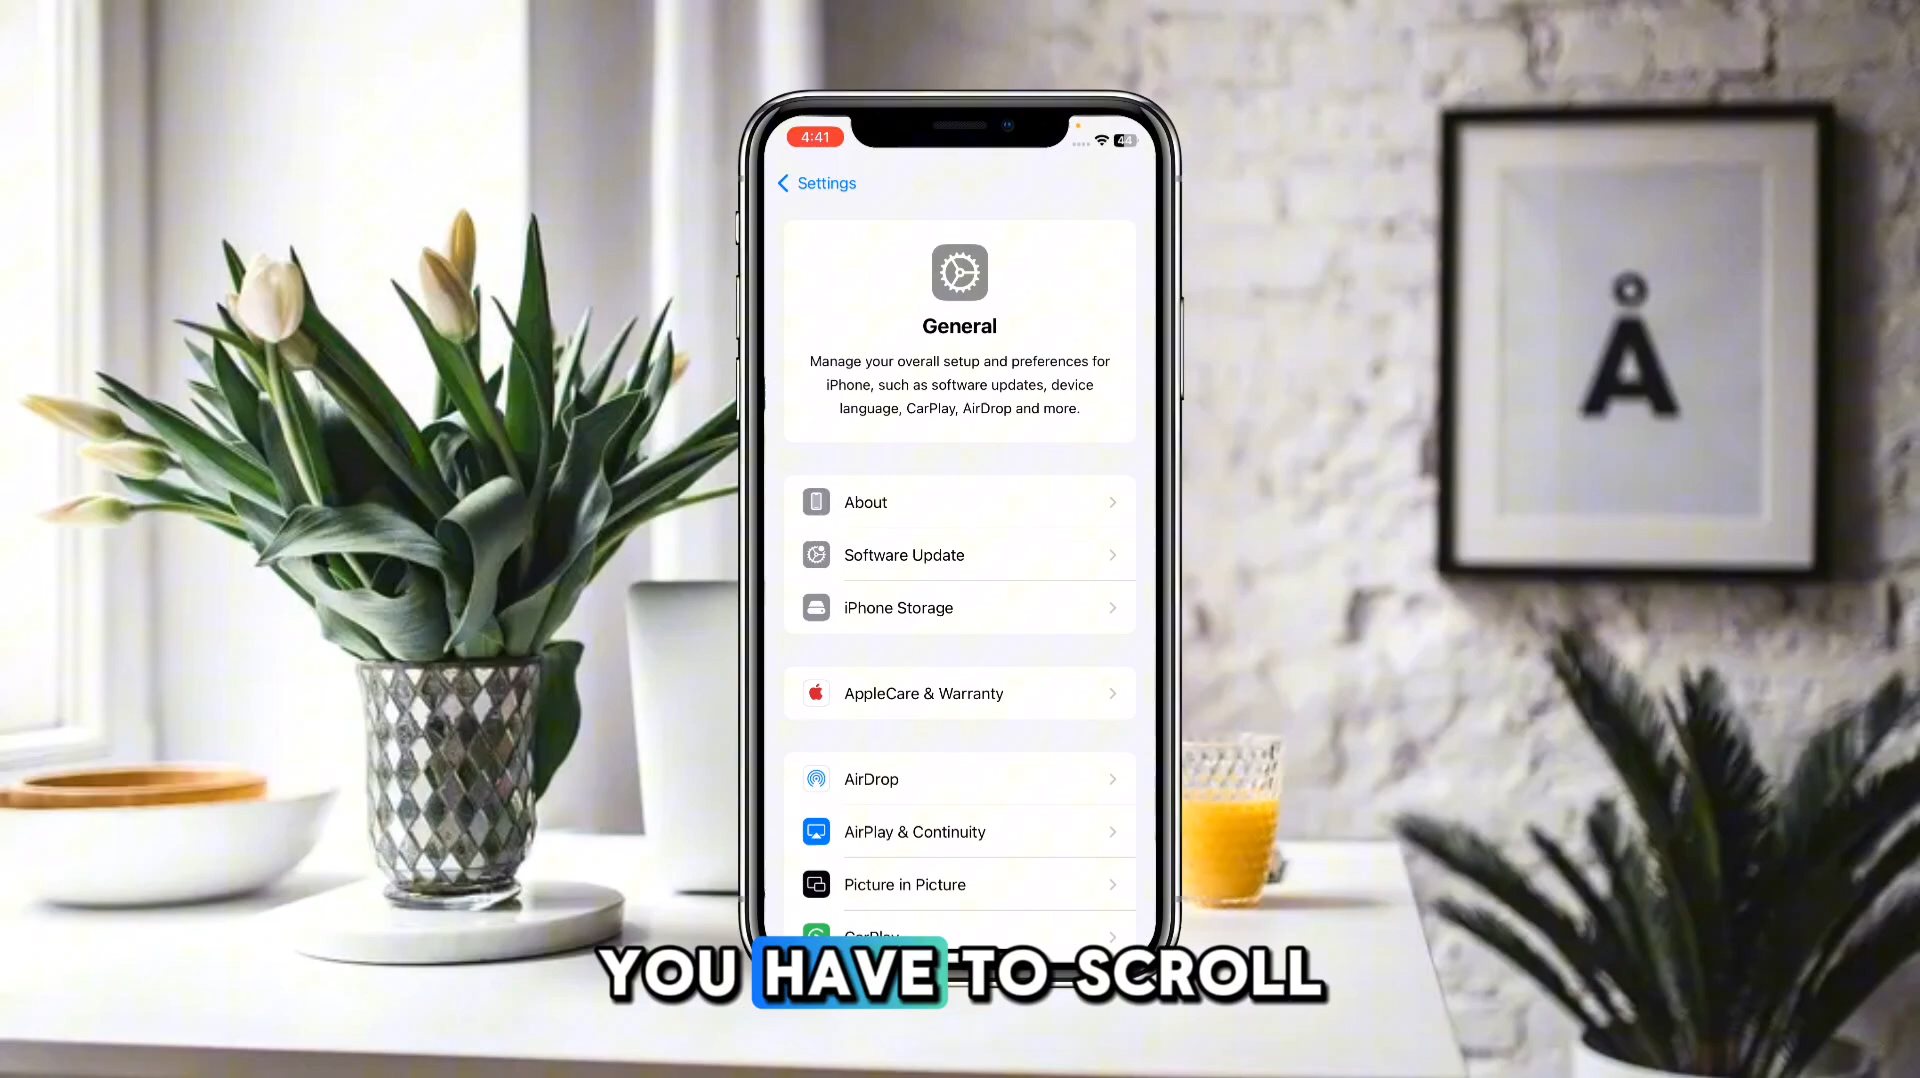 4:41
44
Settings
General
Manage your overall setup and preferences for
iPhone, such as software updates, device
language, CarPlay, AirDrop and more.
About
Software Update
iPhone Storage
AppleCare & Warranty
AirDrop
AirPlay & Continuity
Picture in Picture
CarPlay
YOU HAVE TO SCROLL
Å